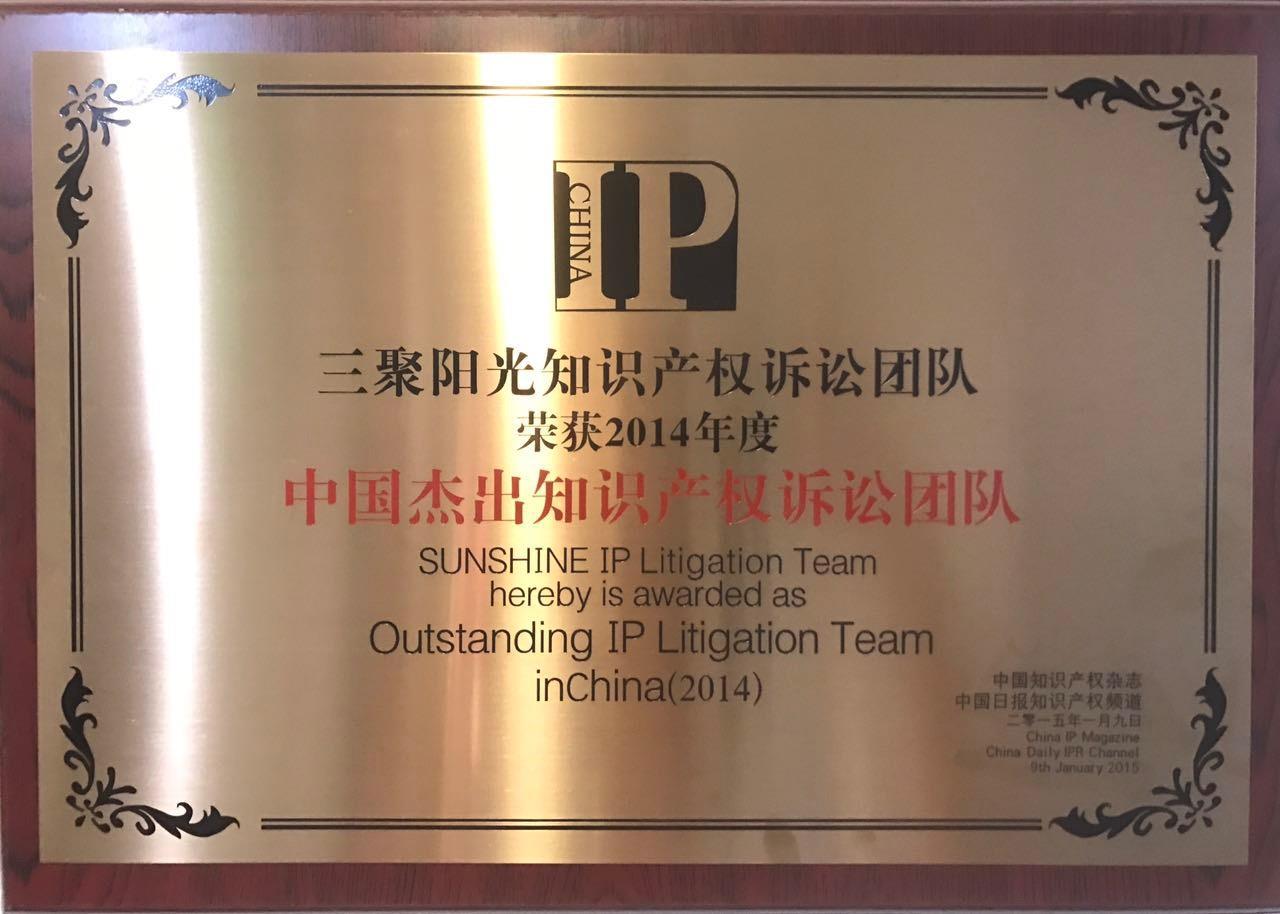 CHINA
IP
三聚阳光知识产权诉讼团队
荣获2014年度
中国杰出知识产权诉讼团队
SUNSHINE IP Litigation Team
hereby is awarded as
Outstanding IP Litigation Team
inChina(2014)
中国知识产权杂志
中国日报知识产权频道
二零一五年一月九日
China IP Magazine
China Daily IPR Channel
9th January 2015